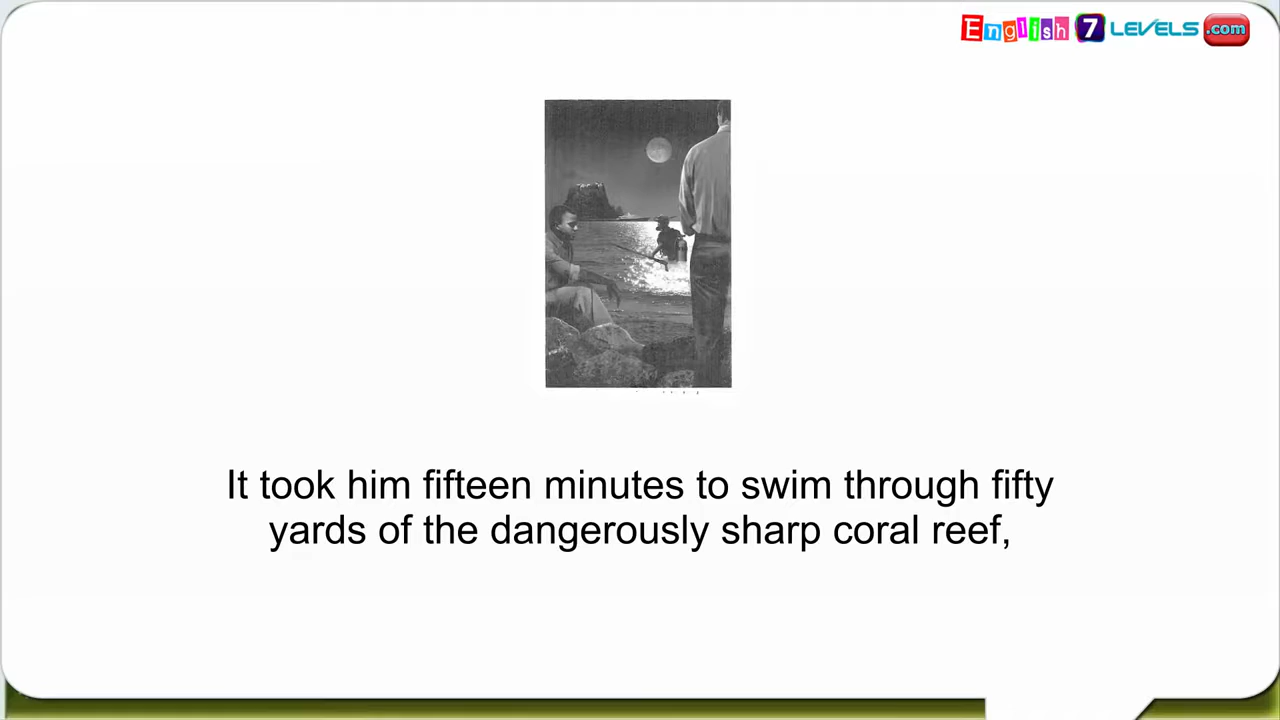 English 7 LEVELS .com
It took him fifteen minutes to swim through fifty
yards of the dangerously sharp coral reef,